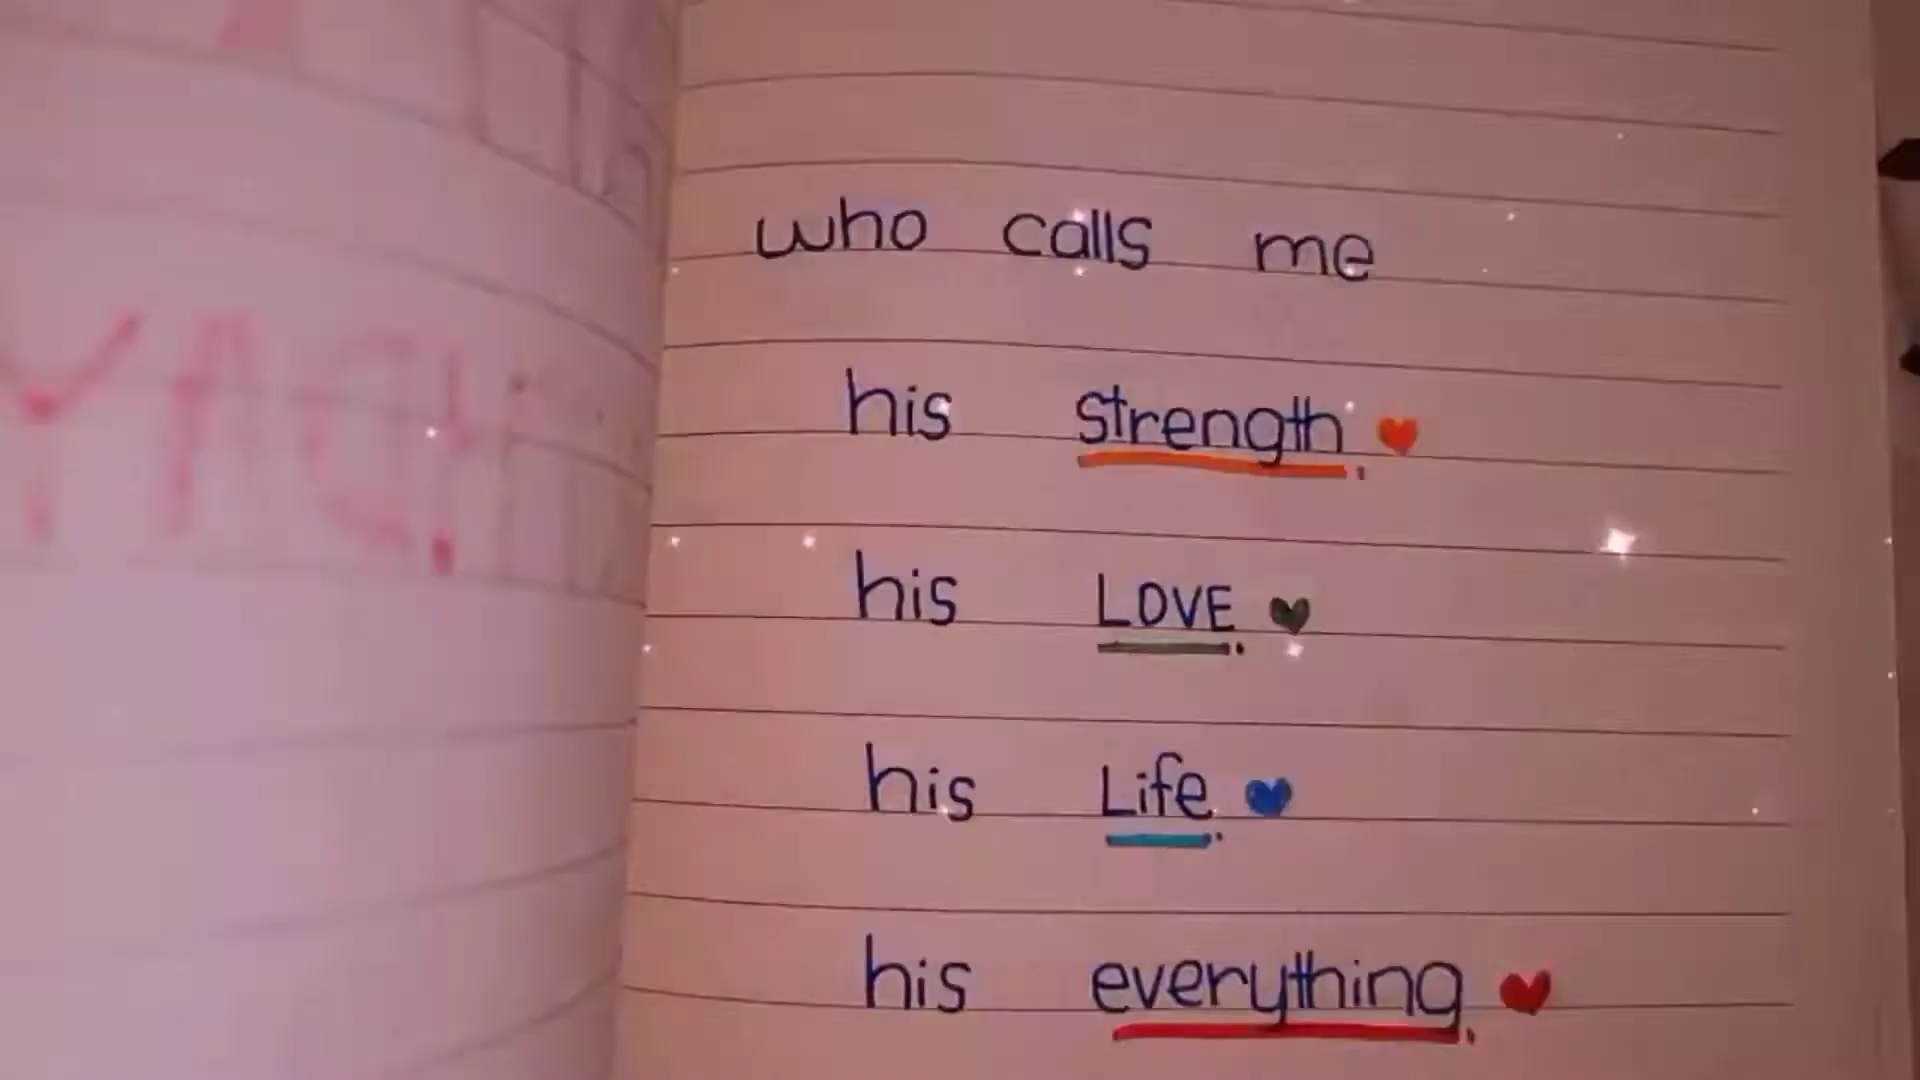 who calls me
his strength
his LOVE
his Life
his everything